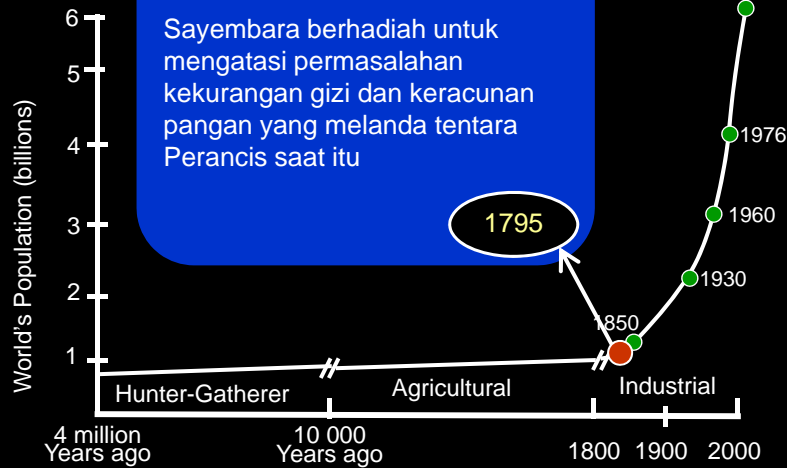 Sayembara berhadiah untuk
mengatasi permasalahan
kekurangan gizi dan keracunan
pangan yang melanda tentara
Perancis saat itu
1795
World's Population (billions)
6
5
4
3
2
1
1976
1960
1930
1850
Hunter-Gatherer
Agricultural
Industrial
4 million
Years ago
10 000
Years ago
1800
1900
2000